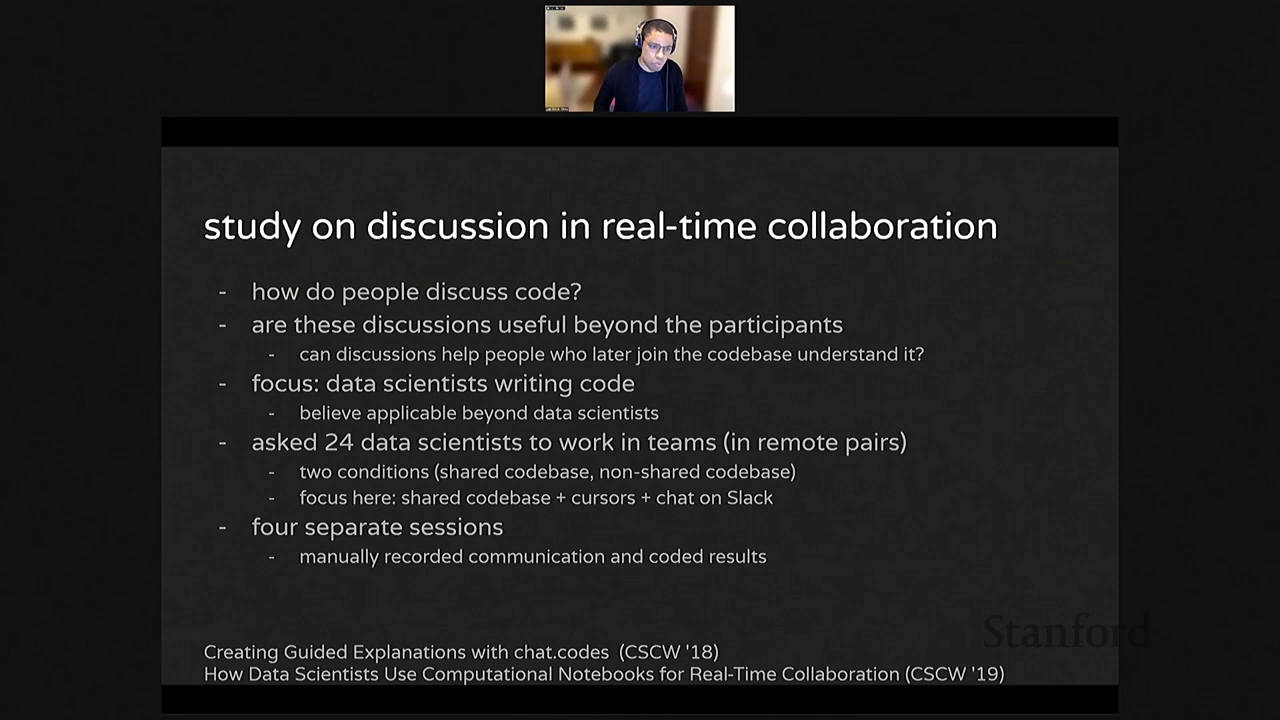 study on discussion in real-time collaboration
- how do people discuss code?
- are these discussions useful beyond the participants
- can discussions help people who later join the codebase understand it?
- focus: data scientists writing code
- believe applicable beyond data scientists
- asked 24 data scientists to work in teams (in remote pairs)
- two conditions (shared codebase, non-shared codebase)
- focus here: shared codebase + cursors + chat on Slack
- four separate sessions
- manually recorded communication and coded results
Stanford
Creating Guided Explanations with chat.codes (CSCW '18)
How Data Scientists Use Computational Notebooks for Real-Time Collaboration (CSCW '19)